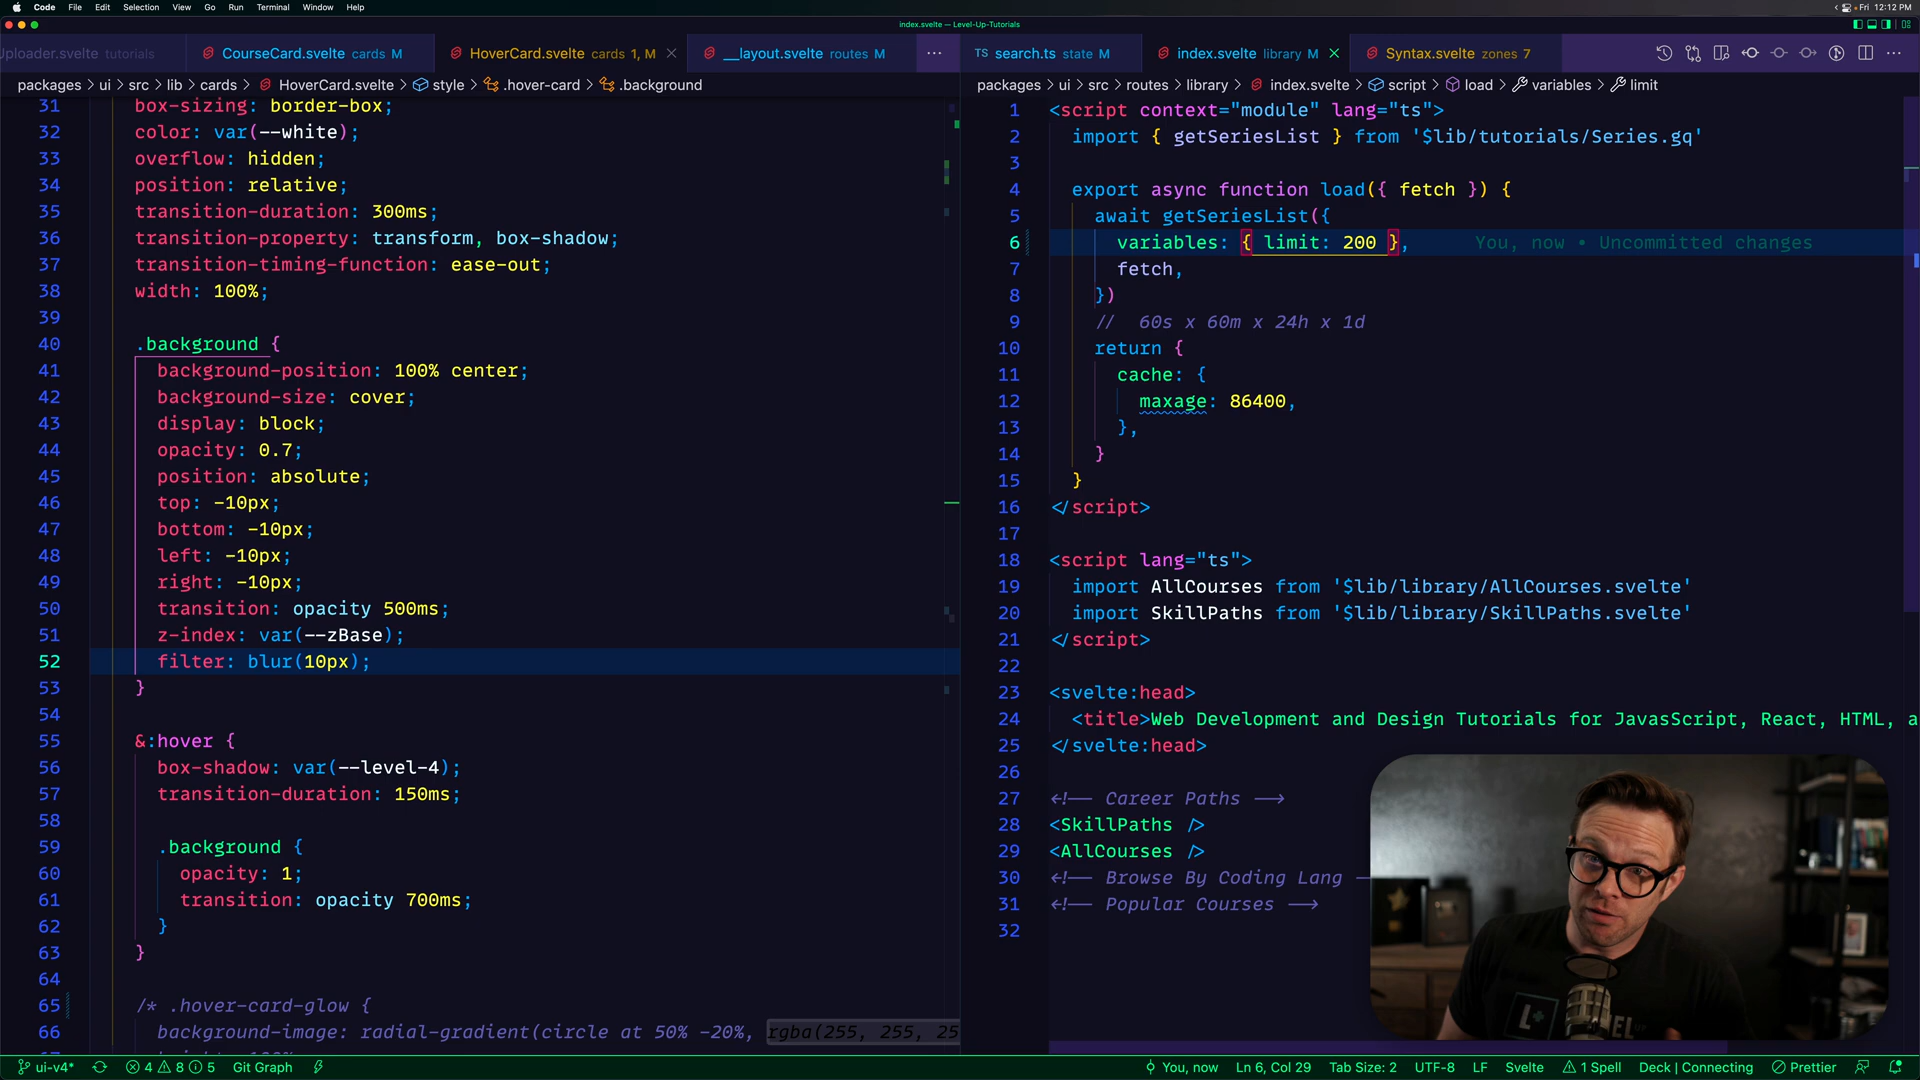 Code File Edit Selection View Go Run Terminal Window Help
Fri 12:12 PM
index.svelte — Level-Up-Tutorials
Uploader.svelte tutorials
CourseCard.svelte cards M
HoverCard.svelte cards 1, M
__layout.svelte routes M
TS search.ts state M
index.svelte library M
Syntax.svelte zones 7
packages > ui > src > lib > cards > HoverCard.svelte > style > .hover-card > .background
31 box-sizing: border-box;
32 color: var(--white);
33 overflow: hidden;
34 position: relative;
35 transition-duration: 300ms;
36 transition-property: transform, box-shadow;
37 transition-timing-function: ease-out;
38 width: 100%;
39
40 .background {
41 background-position: 100% center;
42 background-size: cover;
43 display: block;
44 opacity: 0.7;
45 position: absolute;
46 top: -10px;
47 bottom: -10px;
48 left: -10px;
49 right: -10px;
50 transition: opacity 500ms;
51 z-index: var(--zBase);
52 filter: blur(10px);
53 }
54
55 &:hover {
56 box-shadow: var(--level-4);
57 transition-duration: 150ms;
58
59 .background {
60 opacity: 1;
61 transition: opacity 700ms;
62 }
63 }
64
65 /* .hover-card-glow {
66 background-image: radial-gradient(circle at 50% -20%, rgba(255, 255, 25
packages > ui > src > routes > library > index.svelte > script > load > variables > limit
1 <script context="module" lang="ts">
2 import { getSeriesList } from '$lib/tutorials/Series.gq'
3
4 export async function load({ fetch }) {
5 await getSeriesList({
6 variables: { limit: 200 }, You, now • Uncommitted changes
7 fetch,
8 })
9 // 60s x 60m x 24h x 1d
10 return {
11 cache: {
12 maxage: 86400,
13 },
14 }
15 }
16 </script>
17
18 <script lang="ts">
19 import AllCourses from '$lib/library/AllCourses.svelte'
20 import SkillPaths from '$lib/library/SkillPaths.svelte'
21 </script>
22
23 <svelte:head>
24 <title>Web Development and Design Tutorials for JavasScript, React, HTML, a
25 </svelte:head>
26
27 <!-- Career Paths -->
28 <SkillPaths />
29 <AllCourses />
30 <!-- Browse By Coding Lang —
31 <!-- Popular Courses -->
32
ui-v4* 4 8 5 Git Graph
You, now Ln 6, Col 29 Tab Size: 2 UTF-8 LF Svelte 1 Spell Deck | Connecting Prettier